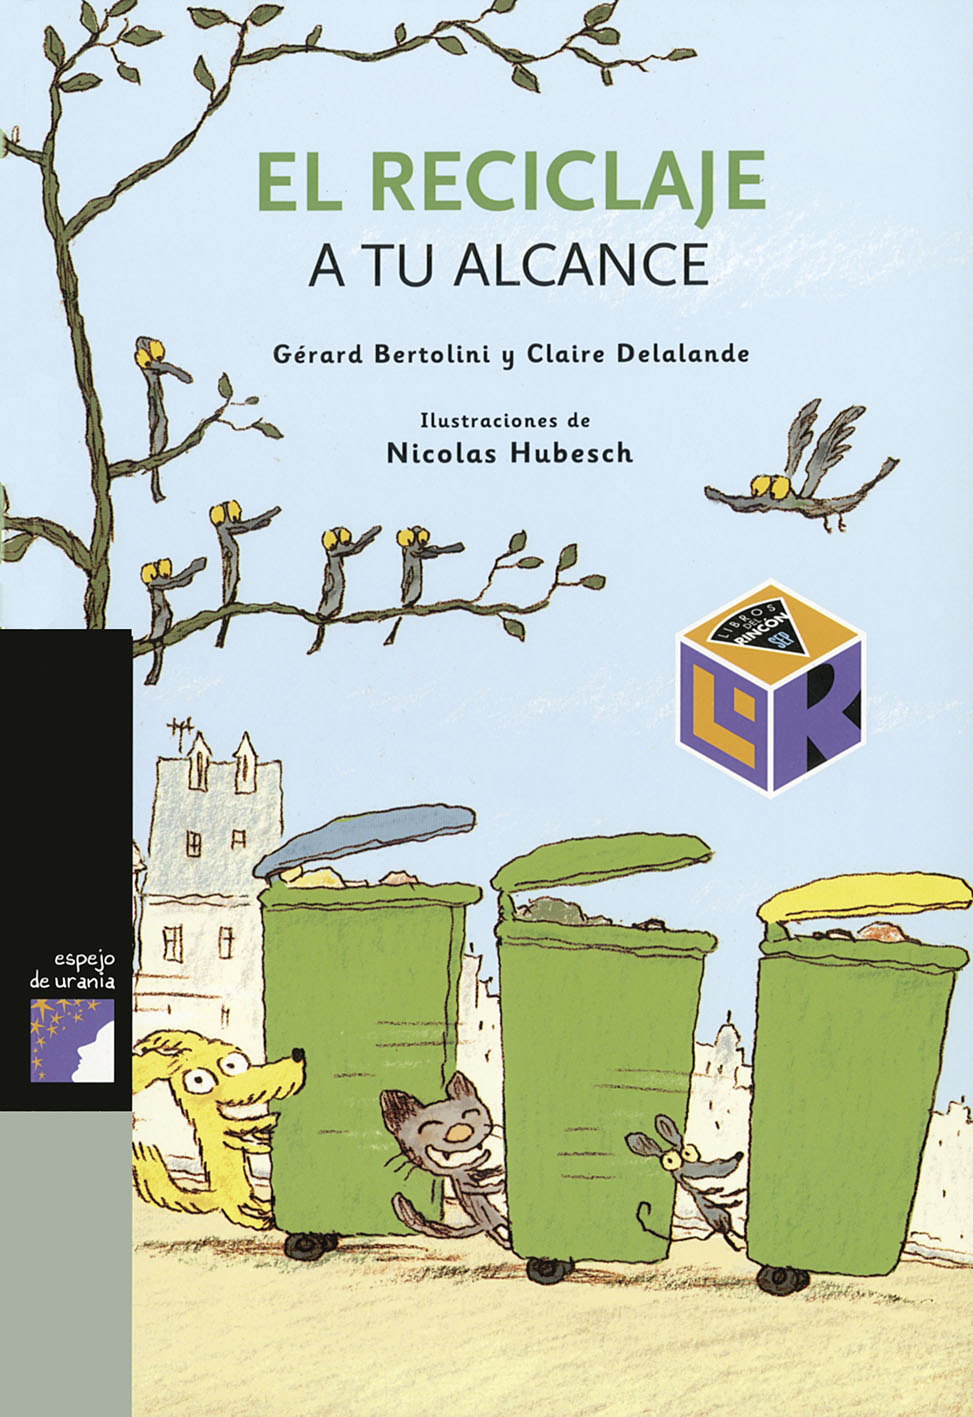 EL RECICLAJE
A TU ALCANCE
Gérard Bertolini y Claire Delalande
Ilustraciones de
Nicolas Hubesch
LIBROS
DEL
RINCÓN
SEP
LR
espejo
de urania